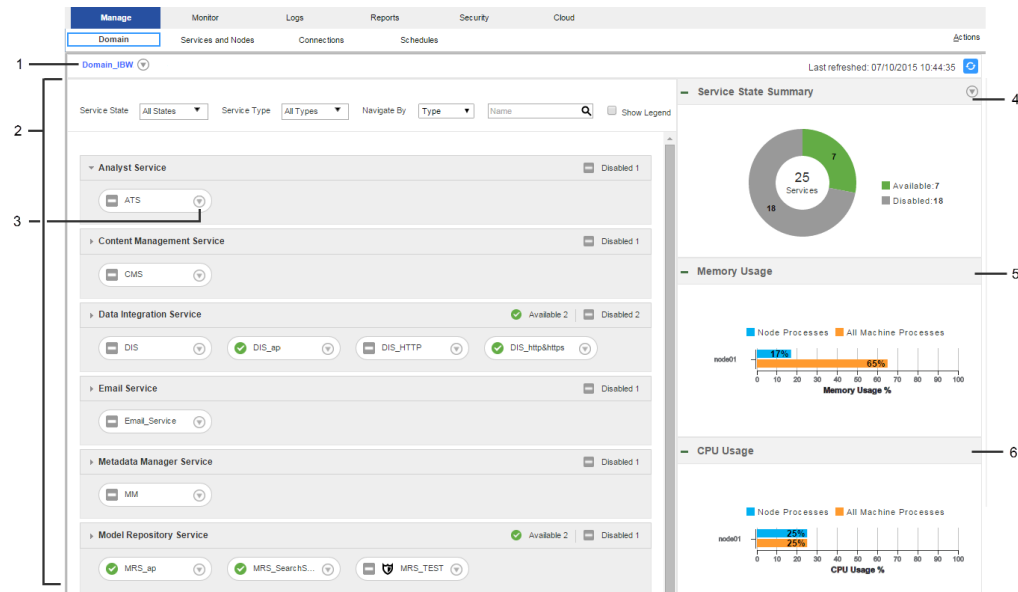 Manage Monitor Logs Reports Security Cloud
Domain Services and Nodes Connections Schedules Actions
1 Domain_IBW Last refreshed: 07/10/2015 10:44:35
2
Service State All States Service Type All Types Navigate By Type Name Show Legend
Analyst Service Disabled 1
ATS
3
Content Management Service Disabled 1
CMS
Data Integration Service Available 2 Disabled 2
DIS DIS_ap DIS_HTTP DIS_http&https
Email Service Disabled 1
Email_Service
Metadata Manager Service Disabled 1
MM
Model Repository Service Available 2 Disabled 1
MRS_ap MRS_SearchS... MRS_TEST
Service State Summary 4
7
25
Services
18
Available:7
Disabled:18
Memory Usage 5
Node Processes All Machine Processes
17%
node01
65%
0 10 20 30 40 50 60 70 80 90 100
Memory Usage %
CPU Usage 6
Node Processes All Machine Processes
25%
node01
25%
0 10 20 30 40 50 60 70 80 90 100
CPU Usage %